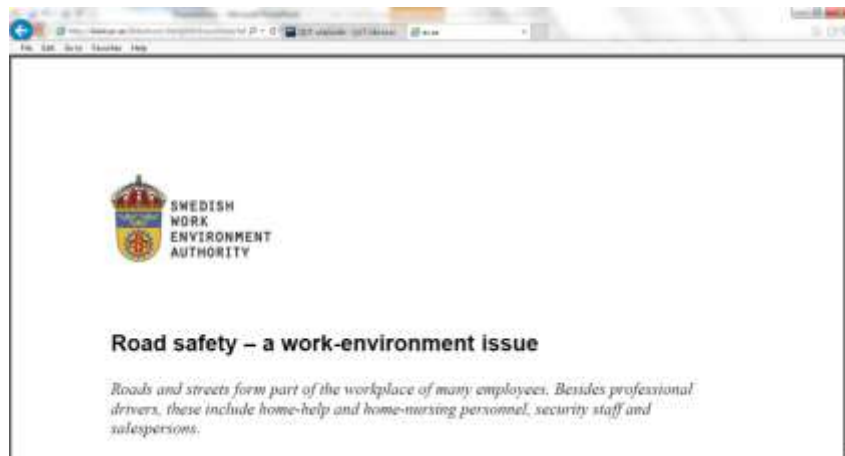 File Edit Go to Favorites Help
SWEDISH
WORK
ENVIRONMENT
AUTHORITY
Road safety – a work-environment issue
Roads and streets form part of the workplace of many employees. Besides professional
drivers, these include home-help and home-nursing personnel, security staff and
salespersons.